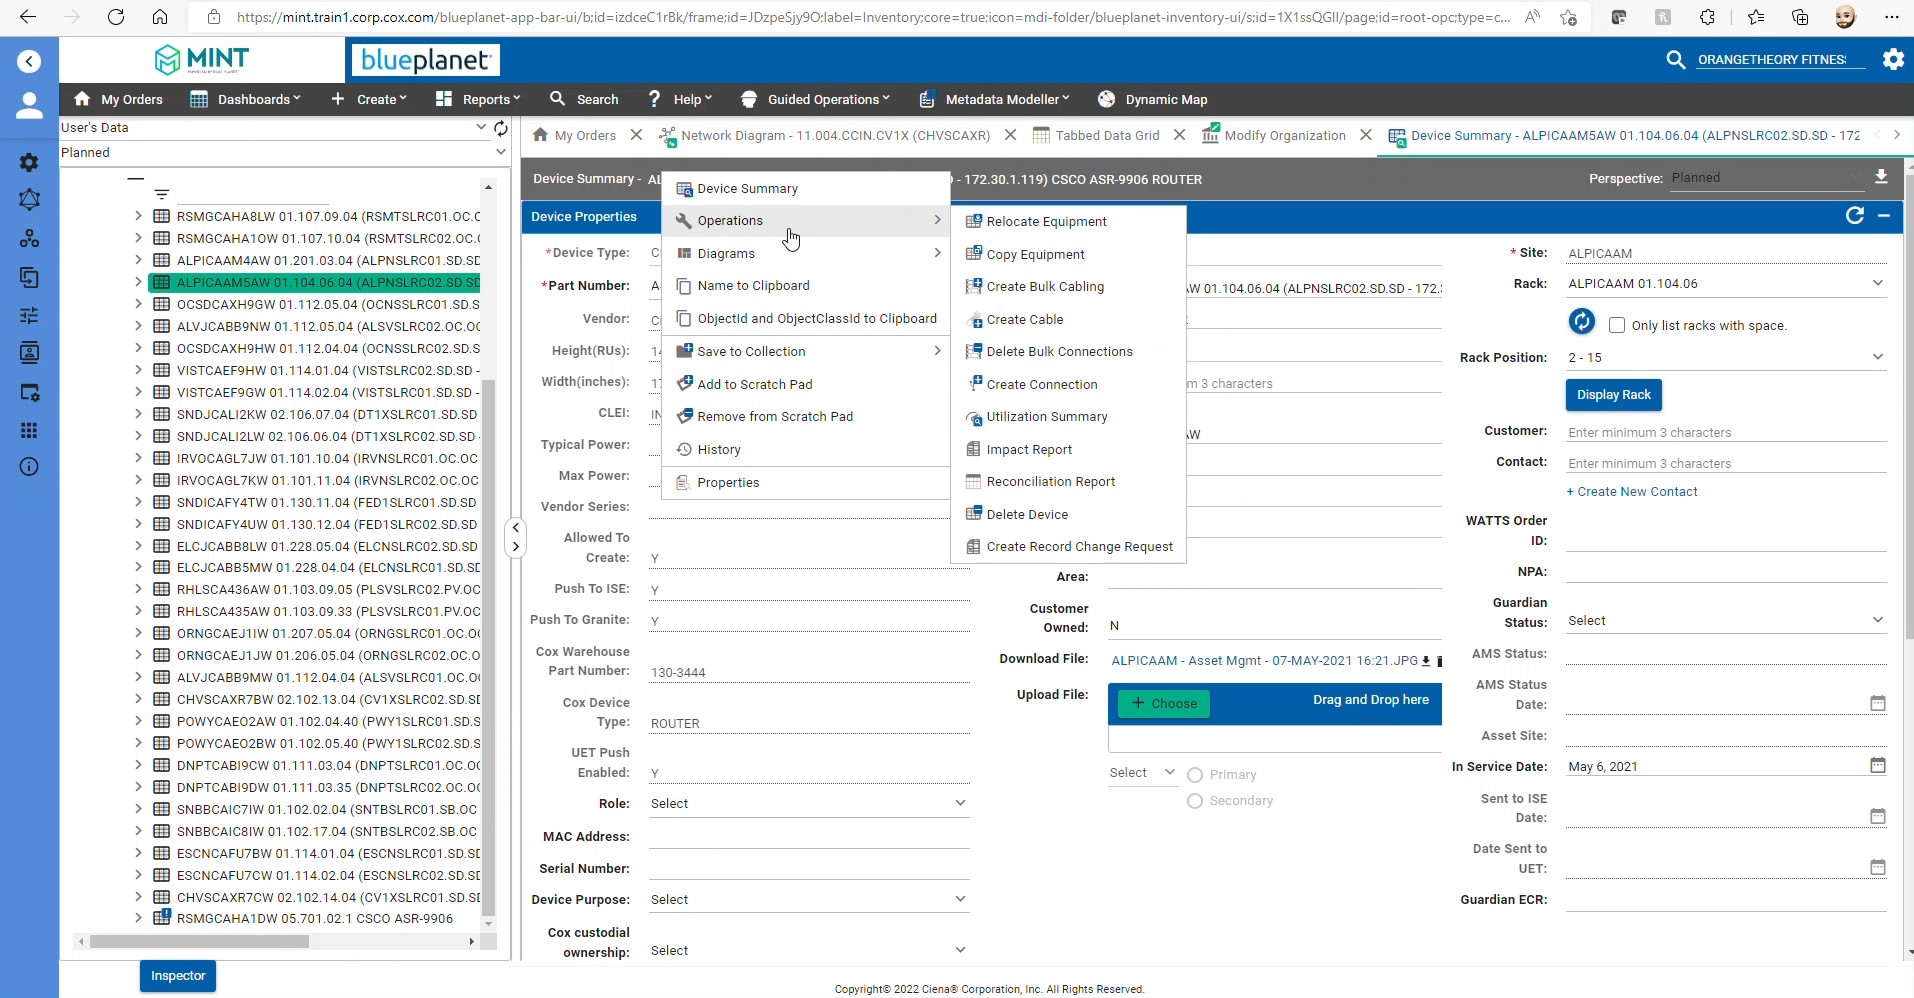 https://mint.train1.corp.cox.com/blueplanet-app-bar-ui/b;id=izdceC1rBk/frame;id=JDzpeSjy9O;label=Inventory;core=true;icon=mdi-folder/blueplanet-inventory-ui/s;id=1X1ssQGlI/page;id=root-opc;type=c...
MINT
blueplanet
ORANGETHEORY FITNES
My Orders Dashboards Create Reports Search Help Guided Operations Metadata Modeller Dynamic Map
User's Data
Planned
My Orders Network Diagram - 11.004.CCIN.CV1X (CHVSCAXR) Tabbed Data Grid Modify Organization Device Summary - ALPICAAM5AW 01.104.06.04 (ALPNSLRC02.SD.SD - 172
Device Summary - AL - 172.30.1.119) CSCO ASR-9906 ROUTER
Perspective: Planned
Device Properties
RSMGCAHA8LW 01.107.09.04 (RSMTSLRC01.OC.C
RSMGCAHA1OW 01.107.10.04 (RSMTSLRC02.OC.
ALPICAAM4AW 01.201.03.04 (ALPNSLRC01.SD.SD
ALPICAAM5AW 01.104.06.04 (ALPNSLRC02.SD.SD
OCSDCAXH9GW 01.112.05.04 (OCNSSLRC01.SD.S
ALVJCABB9NW 01.112.05.04 (ALSVSLRC02.OC.OC
OCSDCAXH9HW 01.112.04.04 (OCNSSLRC02.SD.S
VISTCAEF9HW 01.114.01.04 (VISTSLRC02.SD.SD -
VISTCAEF9GW 01.114.02.04 (VISTSLRC01.SD.SD -
SNDJCALI2KW 02.106.07.04 (DT1XSLRC01.SD.SD
SNDJCALI2LW 02.106.06.04 (DT1XSLRC02.SD.SD -
IRVOCAGL7JW 01.101.10.04 (IRVNSLRC01.OC.OC
IRVOCAGL7KW 01.101.11.04 (IRVNSLRC02.OC.OC
SNDICAFY4TW 01.130.11.04 (FED1SLRC01.SD.SD
SNDICAFY4UW 01.130.12.04 (FED1SLRC02.SD.SD
ELCJCABB8LW 01.228.05.04 (ELCNSLRC02.SD.SD
ELCJCABB5MW 01.228.04.04 (ELCNSLRC01.SD.SD
RHLSCA436AW 01.103.09.05 (PLSVSLRC02.PV.OC
RHLSCA435AW 01.103.09.33 (PLSVSLRC01.PV.OC
ORNGCAEJ1IW 01.207.05.04 (ORNGSLRC01.OC.OC
ORNGCAEJ1JW 01.206.05.04 (ORNGSLRC02.OC.O
ALVJCABB9MW 01.112.04.04 (ALSVSLRC01.OC.OC
CHVSCAXR7BW 02.102.13.04 (CV1XSLRC02.SD.SD
POWYCAEO2AW 01.102.04.40 (PWY1SLRC01.SD.S
POWYCAEO2BW 01.102.05.40 (PWY1SLRC02.SD.S
DNPTCABI9CW 01.111.03.04 (DNPTSLRC01.OC.OC
DNPTCABI9DW 01.111.03.35 (DNPTSLRC02.OC.OC
SNBBCAIC7IW 01.102.02.04 (SNTBSLRC01.SB.OC
SNBBCAIC8IW 01.102.17.04 (SNTBSLRC02.SB.OC
ESCNCAFU7BW 01.114.01.04 (ESCNSLRC01.SD.SD
ESCNCAFU7CW 01.114.02.04 (ESCNSLRC02.SD.SD
CHVSCAXR7CW 02.102.14.04 (CV1XSLRC01.SD.SD
RSMGCAHA1DW 05.701.02.1 CSCO ASR-9906
Inspector
*Device Type:
*Part Number:
Vendor:
Height(RUs):
Width(inches):
CLEI: IN
Typical Power:
Max Power:
Vendor Series:
Allowed To
Create: Y
Push To ISE: Y
Push To Granite: Y
Cox Warehouse
Part Number: 130-3444
Cox Device
Type: ROUTER
UET Push
Enabled: Y
Role: Select
MAC Address:
Serial Number:
Device Purpose: Select
Cox custodial
ownership: Select
Device Summary
Operations
Diagrams
Name to Clipboard
ObjectId and ObjectClassId to Clipboard
Save to Collection
Add to Scratch Pad
Remove from Scratch Pad
History
Properties
Relocate Equipment
Copy Equipment
Create Bulk Cabling
Create Cable
Delete Bulk Connections
Create Connection
Utilization Summary
Impact Report
Reconciliation Report
Delete Device
Create Record Change Request
W 01.104.06.04 (ALPNSLRC02.SD.SD - 172.
m 3 characters
Area:
Customer
Owned: N
Download File: ALPICAAM - Asset Mgmt - 07-MAY-2021 16:21.JPG
Upload File: + Choose Drag and Drop here
Select Primary
Secondary
* Site: ALPICAAM
Rack: ALPICAAM 01.104.06
Only list racks with space.
Rack Position: 2 - 15
Display Rack
Customer: Enter minimum 3 characters
Contact: Enter minimum 3 characters
+ Create New Contact
WATTS Order
ID:
NPA:
Guardian
Status: Select
AMS Status:
AMS Status
Date:
Asset Site:
In Service Date: May 6, 2021
Sent to ISE
Date:
Date Sent to
UET:
Guardian ECR:
Copyright© 2022 Ciena® Corporation, Inc. All Rights Reserved.